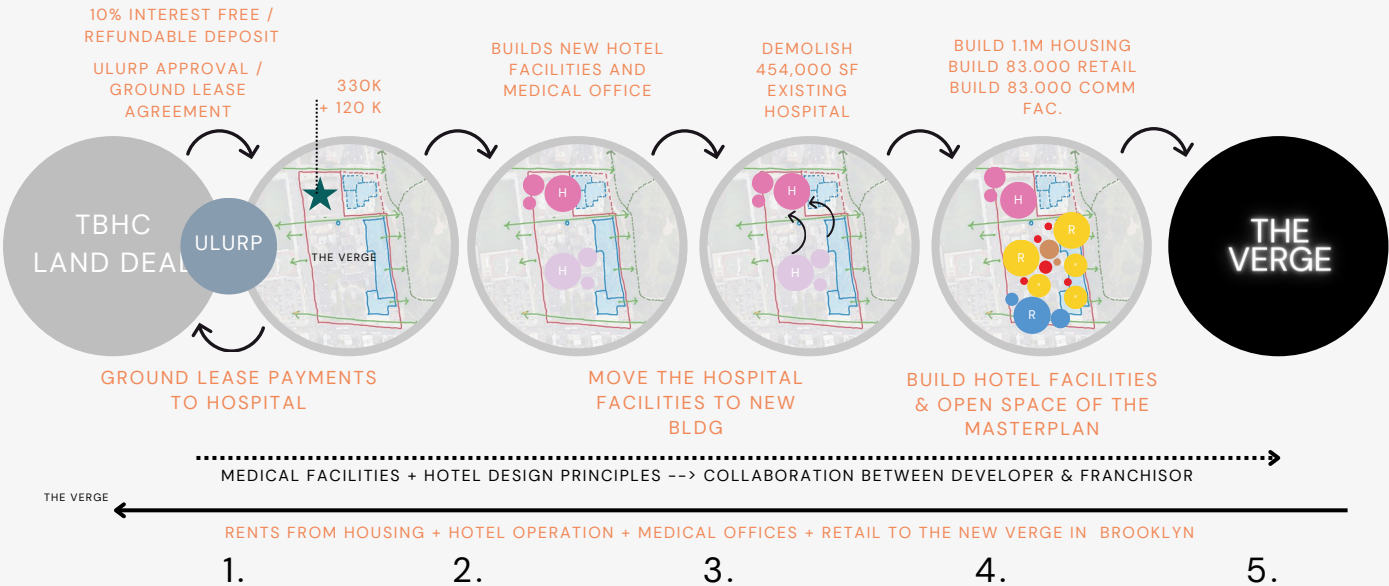 10% INTEREST FREE /
REFUNDABLE DEPOSIT
ULURP APPROVAL /
GROUND LEASE
AGREEMENT
330K
+ 120 K
BUILDS NEW HOTEL
FACILITIES AND
MEDICAL OFFICE
DEMOLISH
454,000 SF
EXISTING
HOSPITAL
BUILD 1.1M HOUSING
BUILD 83.000 RETAIL
BUILD 83.000 COMM
FAC.
TBHC
LAND DEAL
ULURP
THE VERGE
H
H
H
H
H
R
R
R
THE
VERGE
GROUND LEASE PAYMENTS
TO HOSPITAL
MOVE THE HOSPITAL
FACILITIES TO NEW
BLDG
BUILD HOTEL FACILITIES
& OPEN SPACE OF THE
MASTERPLAN
MEDICAL FACILITIES + HOTEL DESIGN PRINCIPLES --> COLLABORATION BETWEEN DEVELOPER & FRANCHISOR
THE VERGE
RENTS FROM HOUSING + HOTEL OPERATION + MEDICAL OFFICES + RETAIL TO THE NEW VERGE IN BROOKLYN
1.
2.
3.
4.
5.